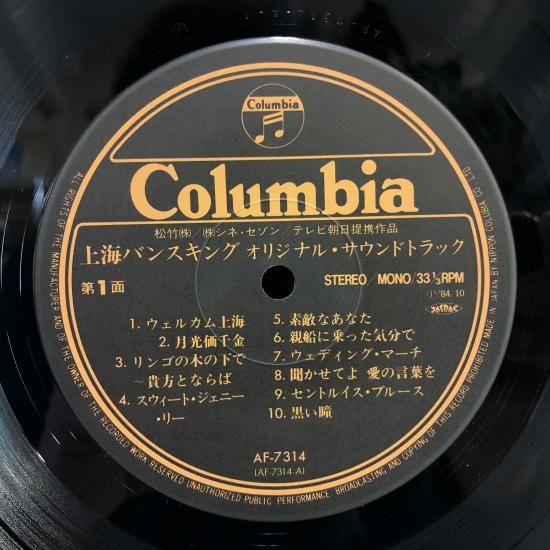 Columbia
Columbia
松竹㈱/㈱シネ・セゾン/テレビ朝日提携作品
上海バンスキング オリジナル・サウンドトラック
第1面
STEREO/MONO/33⅓RPM
Ⓟ'84.10
JASRAC
1. ウェルカム上海
2. 月光価千金
3. リンゴの木の下で
~貴方とならば
4. スウィート・ジェニー
・リー
5. 素敵なあなた
6. 親船に乗った気分で
7. ウェディング・マーチ
8. 聞かせてよ 愛の言葉を
9. セントルイス・ブルース
10. 黒い瞳
AF-7314
(AF-7314-A)
ALL RIGHTS OF THE MANUFACTURER AND OF THE OWNER OF THE RECORDED WORK RESERVED UNAUTHORIZED PUBLIC PERFORMANCE, BROADCASTING AND COPYING OF THIS RECORD PROHIBITED. MADE IN JAPAN BY NIPPON COLUMBIA CO., LTD.